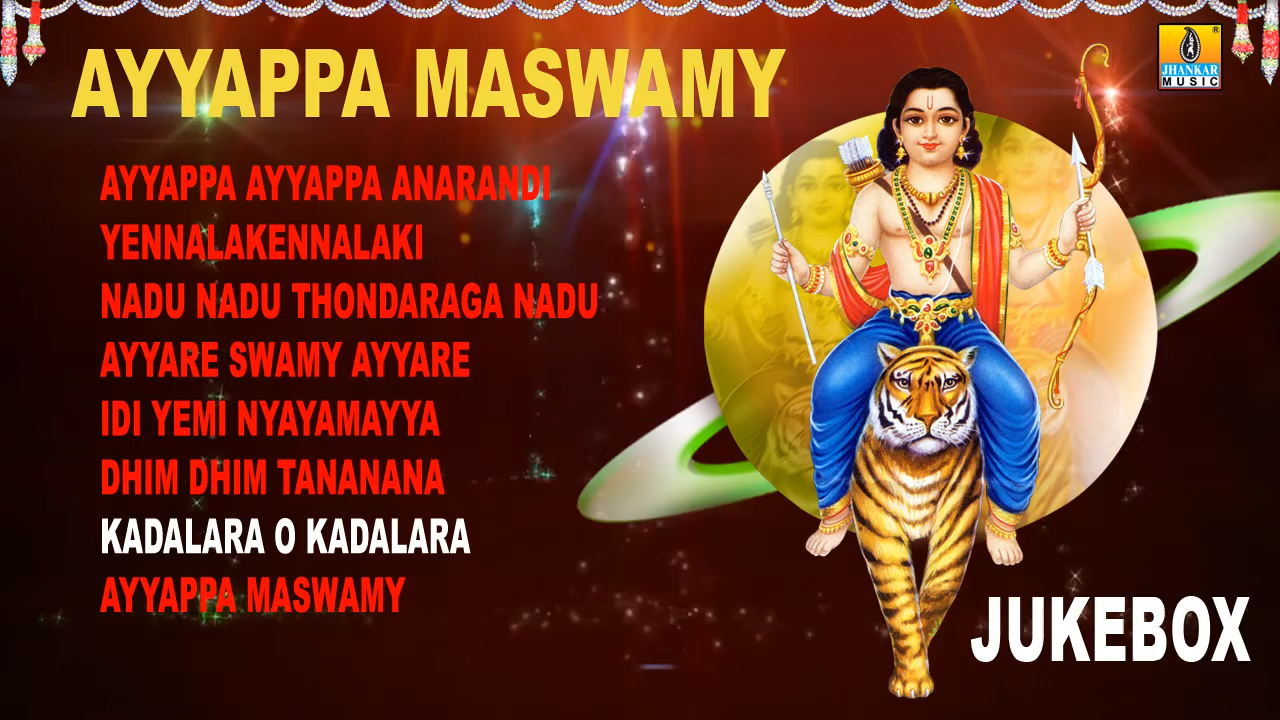 AYYAPPA MASWAMY
JHANKAR
MUSIC
®
AYYAPPA AYYAPPA ANARANDI
YENNALAKENNALAKI
NADU NADU THONDARAGA NADU
AYYARE SWAMY AYYARE
IDI YEMI NYAYAMAYYA
DHIM DHIM TANANANA
KADALARA O KADALARA
AYYAPPA MASWAMY
JUKEBOX